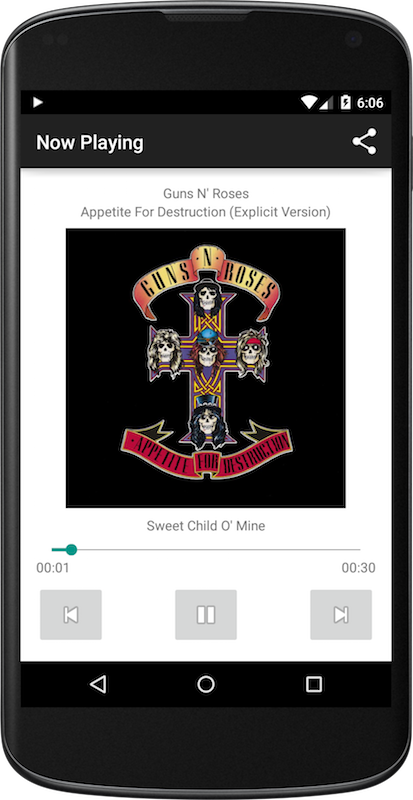 6:06
Now Playing
Guns N' Roses
Appetite For Destruction (Explicit Version)
GUNS N' ROSES
APPETITE FOR DESTRUCTION
Sweet Child O' Mine
00:01
00:30